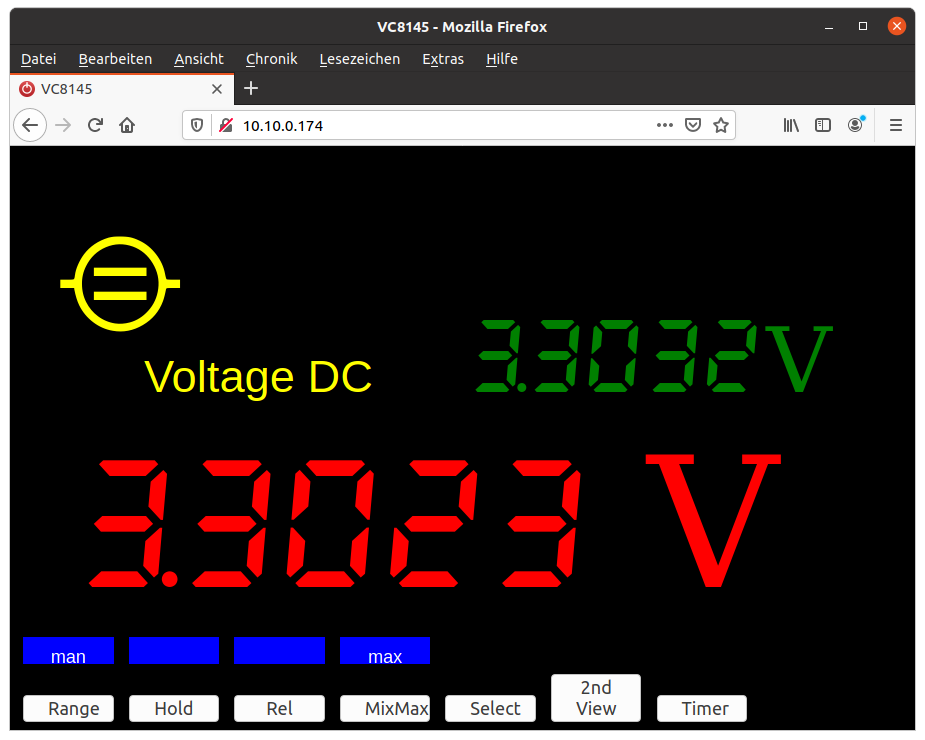 VC8145 - Mozilla Firefox
Datei Bearbeiten Ansicht Chronik Lesezeichen Extras Hilfe
VC8145
10.10.0.174
3.3032V
Voltage DC
3.3023 V
man max
Range Hold Rel MixMax Select 2nd View Timer